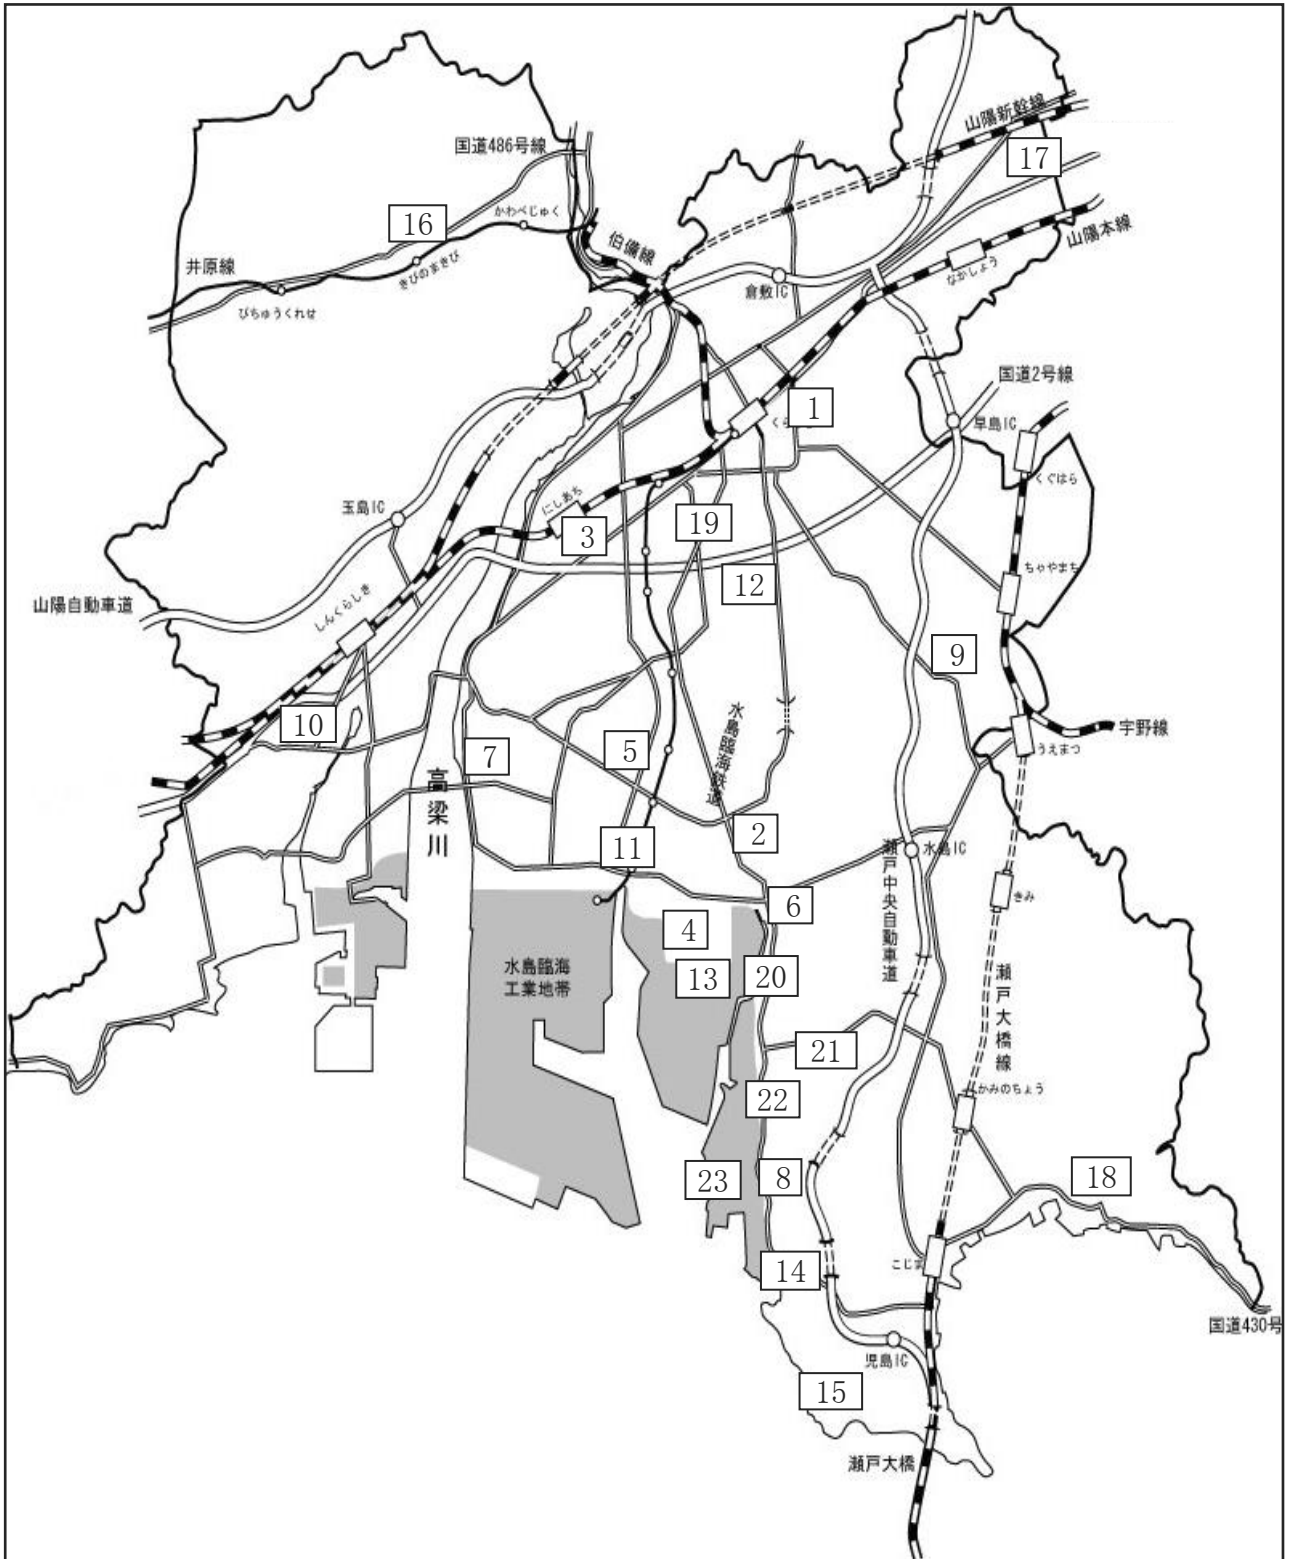 山陽新幹線
国道486号線
17
16
かわべじゅく
伯備線
山陽本線
井原線
きびのまきび
なかしょう
倉敷IC
びちゅうくれせ
国道2号線
1
くら
早島IC
くぐはら
玉島IC
にしあち
19
3
ちゃやまち
12
山陽自動車道
しんくらしき
9
10
水島臨海鉄道
宇野線
5
7
うえまつ
高梁川
2
11
水島IC
瀬戸中央自動車道
きみ
6
4
水島臨海
工業地帯
13
20
瀬戸大橋線
21
かみのちょう
22
23
8
18
こじま
14
国道430号
児島IC
15
瀬戸大橋